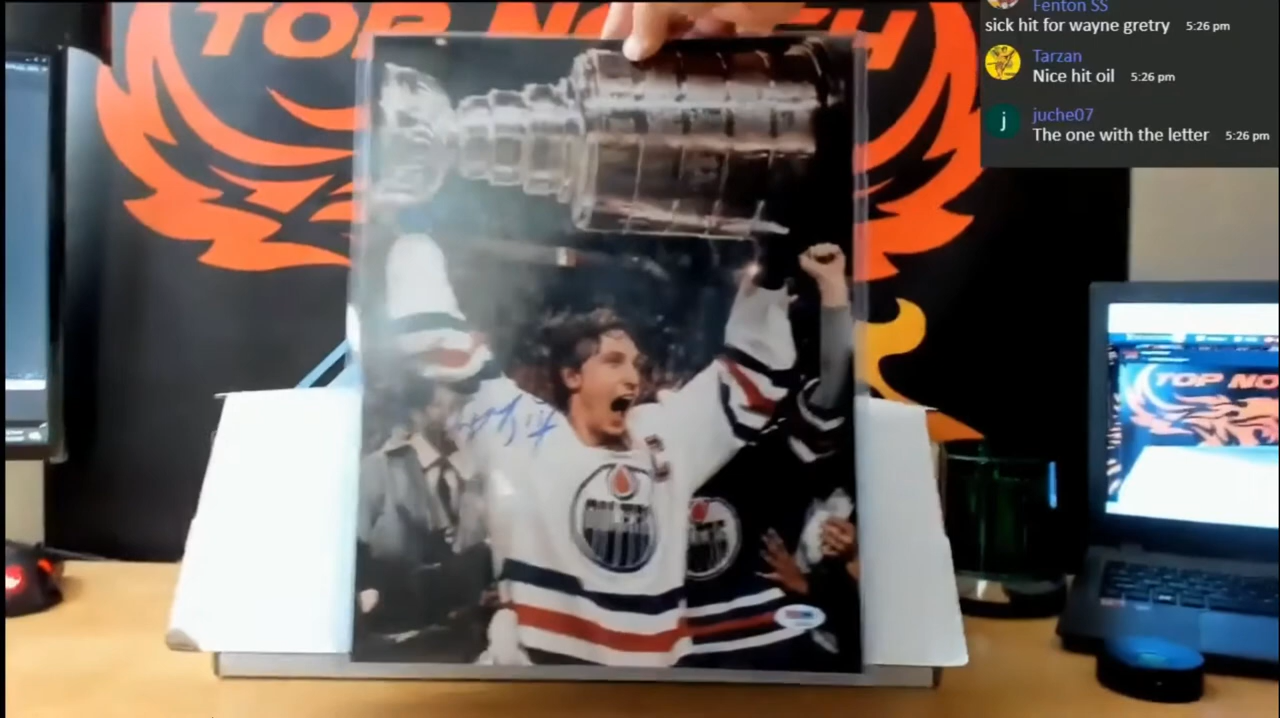 TOP NO TH
Fenton SS
sick hit for wayne gretry 5:26 pm
Tarzan
Nice hit oil 5:26 pm
j
juche07
The one with the letter 5:26 pm
C
TOP NO